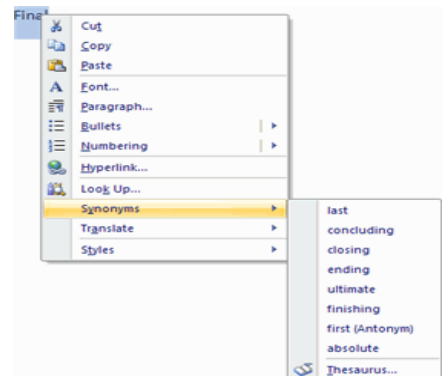 Final
Cut
Copy
Paste
Font...
Paragraph...
Bullets
Numbering
Hyperlink...
Look Up...
Synonyms
Translate
Styles
last
concluding
closing
ending
ultimate
finishing
first (Antonym)
absolute
Thesaurus...